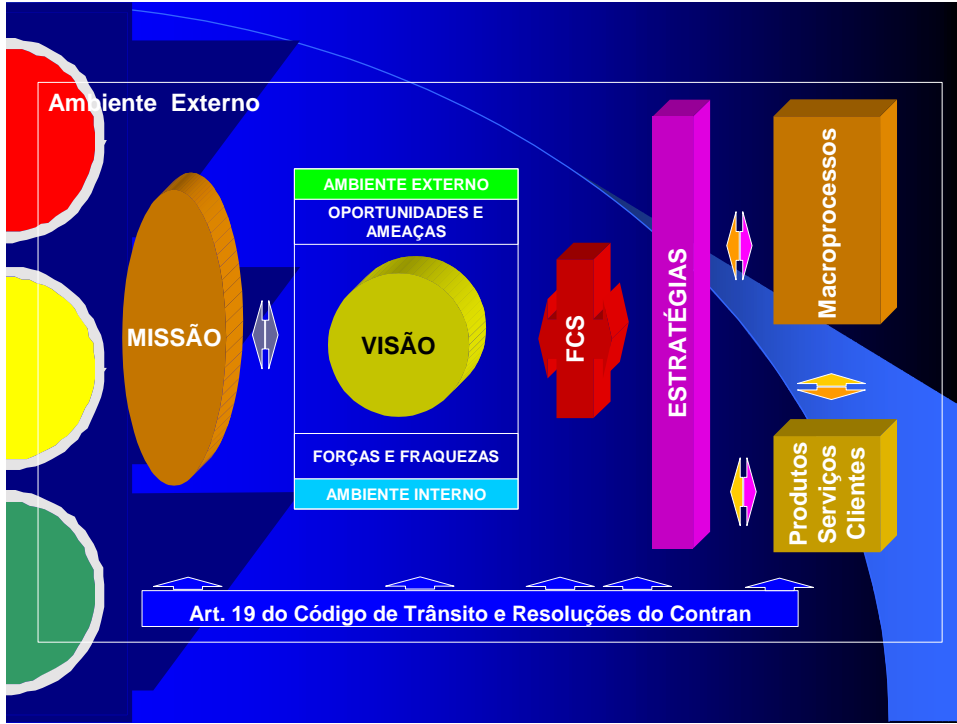 Ambiente Externo
MISSÃO
AMBIENTE EXTERNO
OPORTUNIDADES E
AMEAÇAS
VISÃO
FORÇAS E FRAQUEZAS
AMBIENTE INTERNO
FCS
ESTRATÉGIAS
Macroprocessos
Produtos
Serviços
Clientes
Art. 19 do Código de Trânsito e Resoluções do Contran